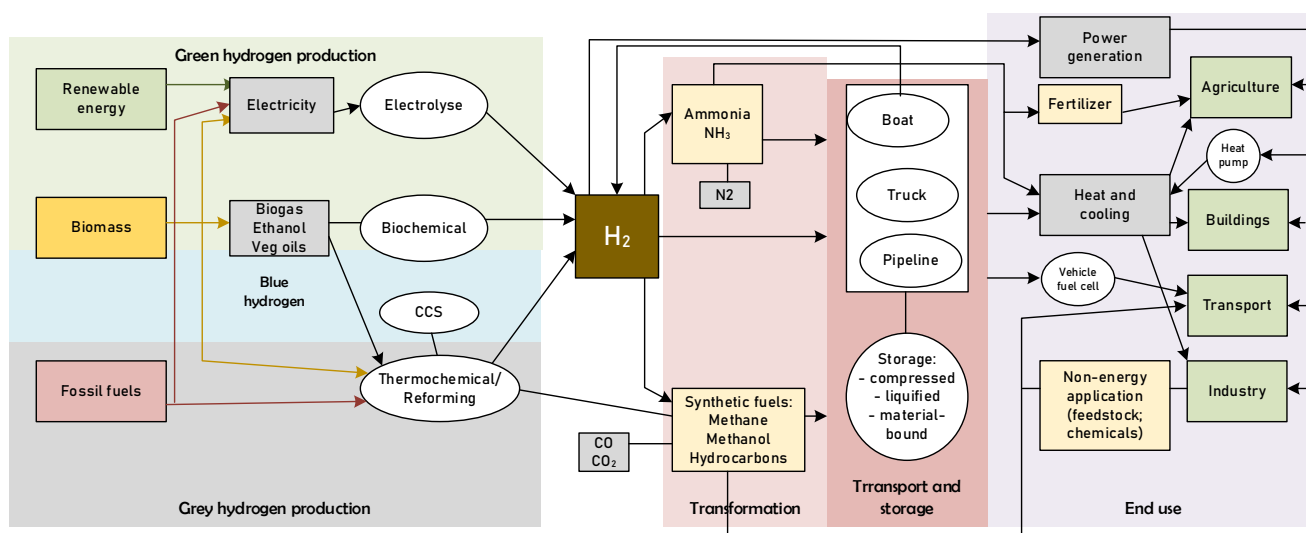 Green hydrogen production
Renewable
energy
Electricity
Electrolyse
Biomass
Biogas
Ethanol
Veg oils
Biochemical
Blue
hydrogen
CCS
Fossil fuels
Thermochemical/
Reforming
Grey hydrogen production
H₂
Ammonia
NH₃
N2
Synthetic fuels:
Methane
Methanol
Hydrocarbons
CO
CO₂
Transformation
Boat
Truck
Pipeline
Storage:
- compressed
- liquified
- material-
bound
Trransport and
storage
Power
generation
Fertilizer
Agriculture
Heat
pump
Heat and
cooling
Buildings
Vehicle
fuel cell
Transport
Non-energy
application
(feedstock;
chemicals)
Industry
End use